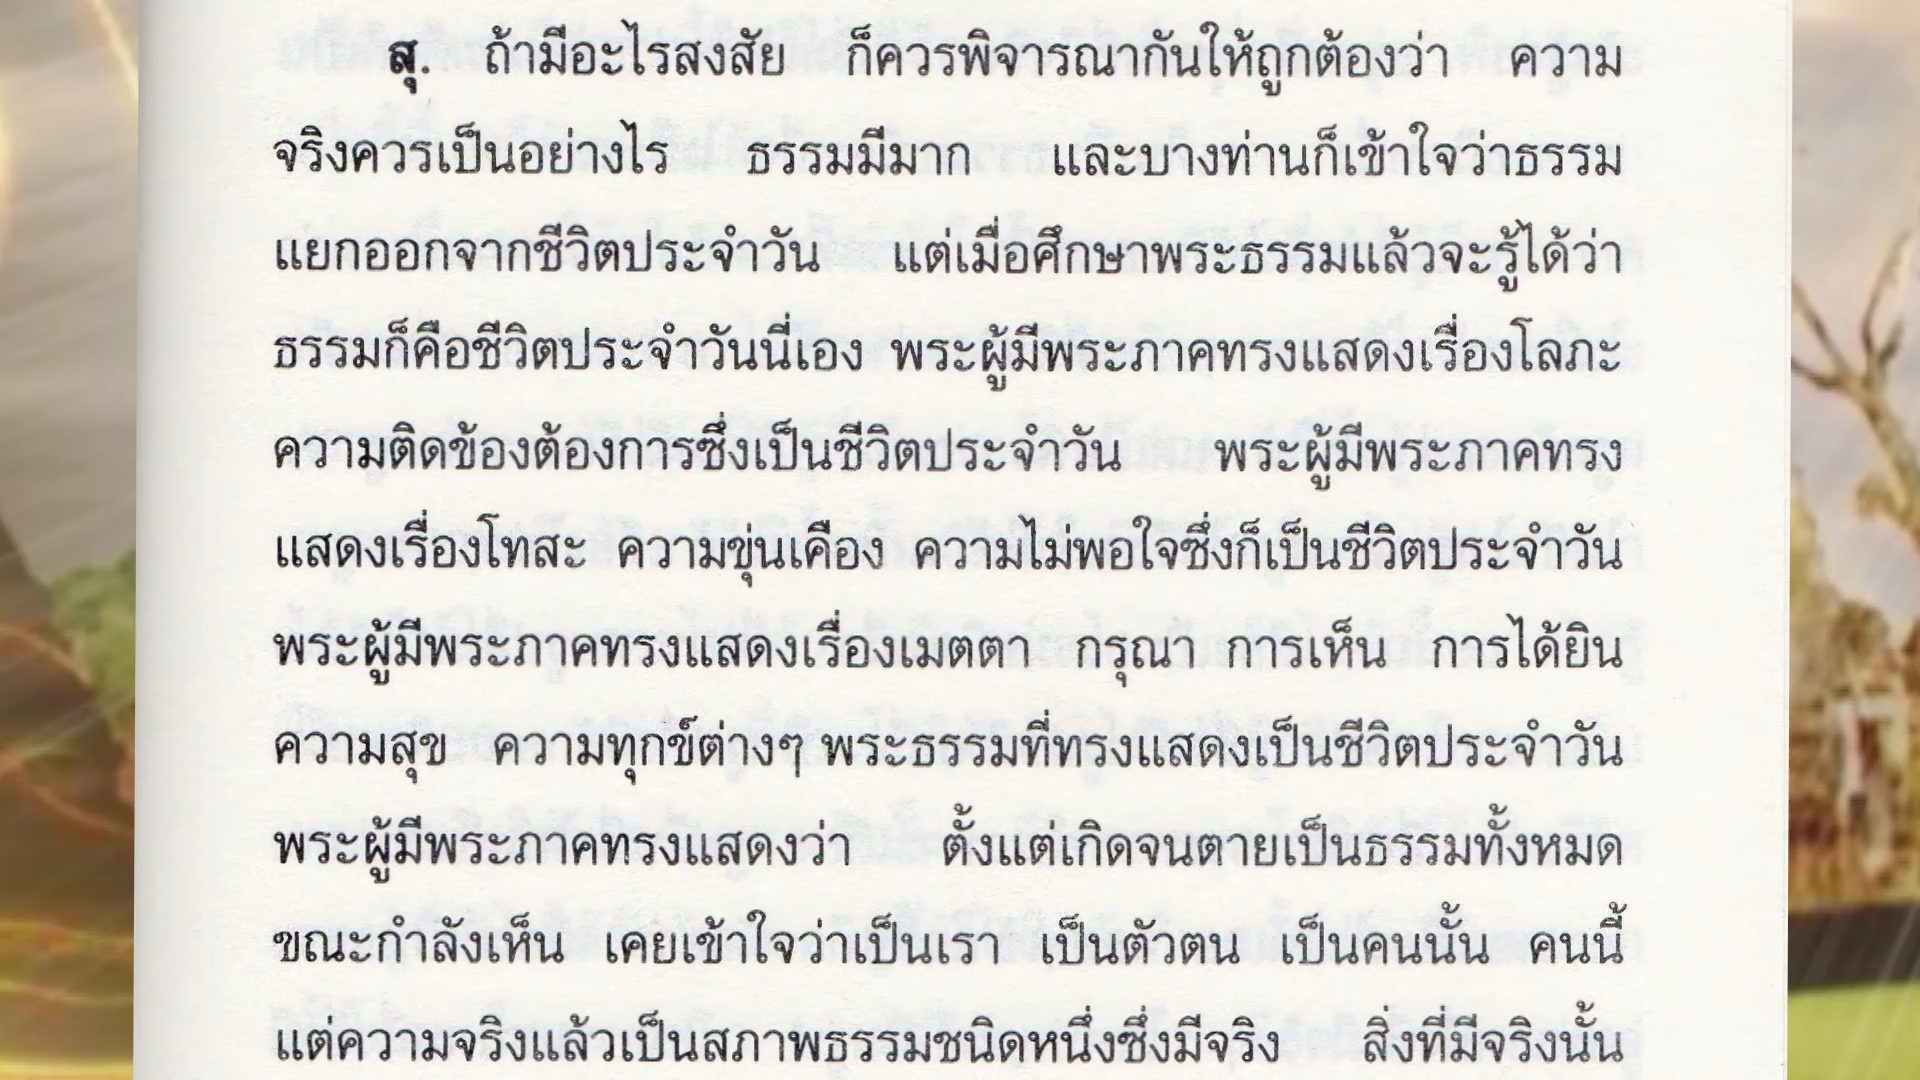 สุ. ถ้ามีอะไรสงสัย ก็ควรพิจารณากันให้ถูกต้องว่า ความ
จริงควรเป็นอย่างไร ธรรมมีมาก และบางท่านก็เข้าใจว่าธรรม
แยกออกจากชีวิตประจำวัน แต่เมื่อศึกษาพระธรรมแล้วจะรู้ได้ว่า
ธรรมก็คือชีวิตประจำวันนี่เอง พระผู้มีพระภาคทรงแสดงเรื่องโลภะ
ความติดข้องต้องการซึ่งเป็นชีวิตประจำวัน พระผู้มีพระภาคทรง
แสดงเรื่องโทสะ ความขุ่นเคือง ความไม่พอใจซึ่งก็เป็นชีวิตประจำวัน
พระผู้มีพระภาคทรงแสดงเรื่องเมตตา กรุณา การเห็น การได้ยิน
ความสุข ความทุกข์ต่างๆ พระธรรมที่ทรงแสดงเป็นชีวิตประจำวัน
พระผู้มีพระภาคทรงแสดงว่า ตั้งแต่เกิดจนตายเป็นธรรมทั้งหมด
ขณะกำลังเห็น เคยเข้าใจว่าเป็นเรา เป็นตัวตน เป็นคนนั้น คนนี้
แต่ความจริงแล้วเป็นสภาพธรรมชนิดหนึ่งซึ่งมีจริง สิ่งที่มีจริงนั้น